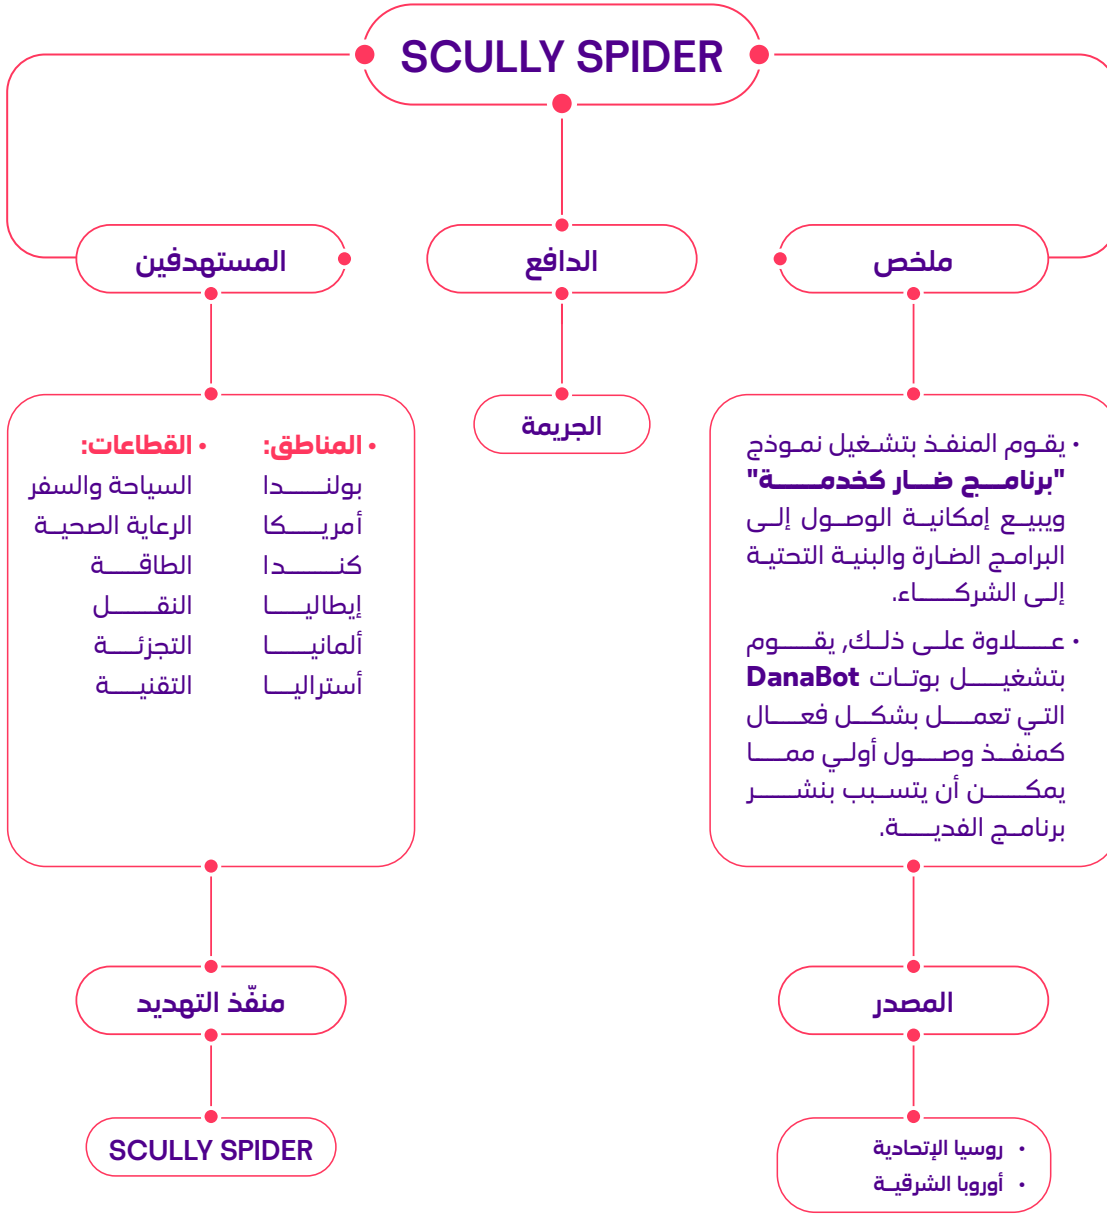 SCULLY SPIDER
ملخص
الدافع
المستهدفين
• يقوم المنفذ بتشغيل نموذج
"برنامج ضار كخدمة"
ويبيع إمكانية الوصول إلى
البرامج الضارة والبنية التحتية
إلى الشركاء.
• علاوة على ذلك, يقوم
بتشغيل بوتات DanaBot
التي تعمل بشكل فعال
كمنفذ وصول أولي مما
يمكن أن يتسبب بنشر
برنامج الفدية.
الجريمة
• المناطق:
بولندا
أمريكا
كندا
إيطاليا
ألمانيا
أستراليا
• القطاعات:
السياحة والسفر
الرعاية الصحية
الطاقة
النقل
التجزئة
التقنية
المصدر
• روسيا الإتحادية
• أوروبا الشرقية
منفّذ التهديد
SCULLY SPIDER